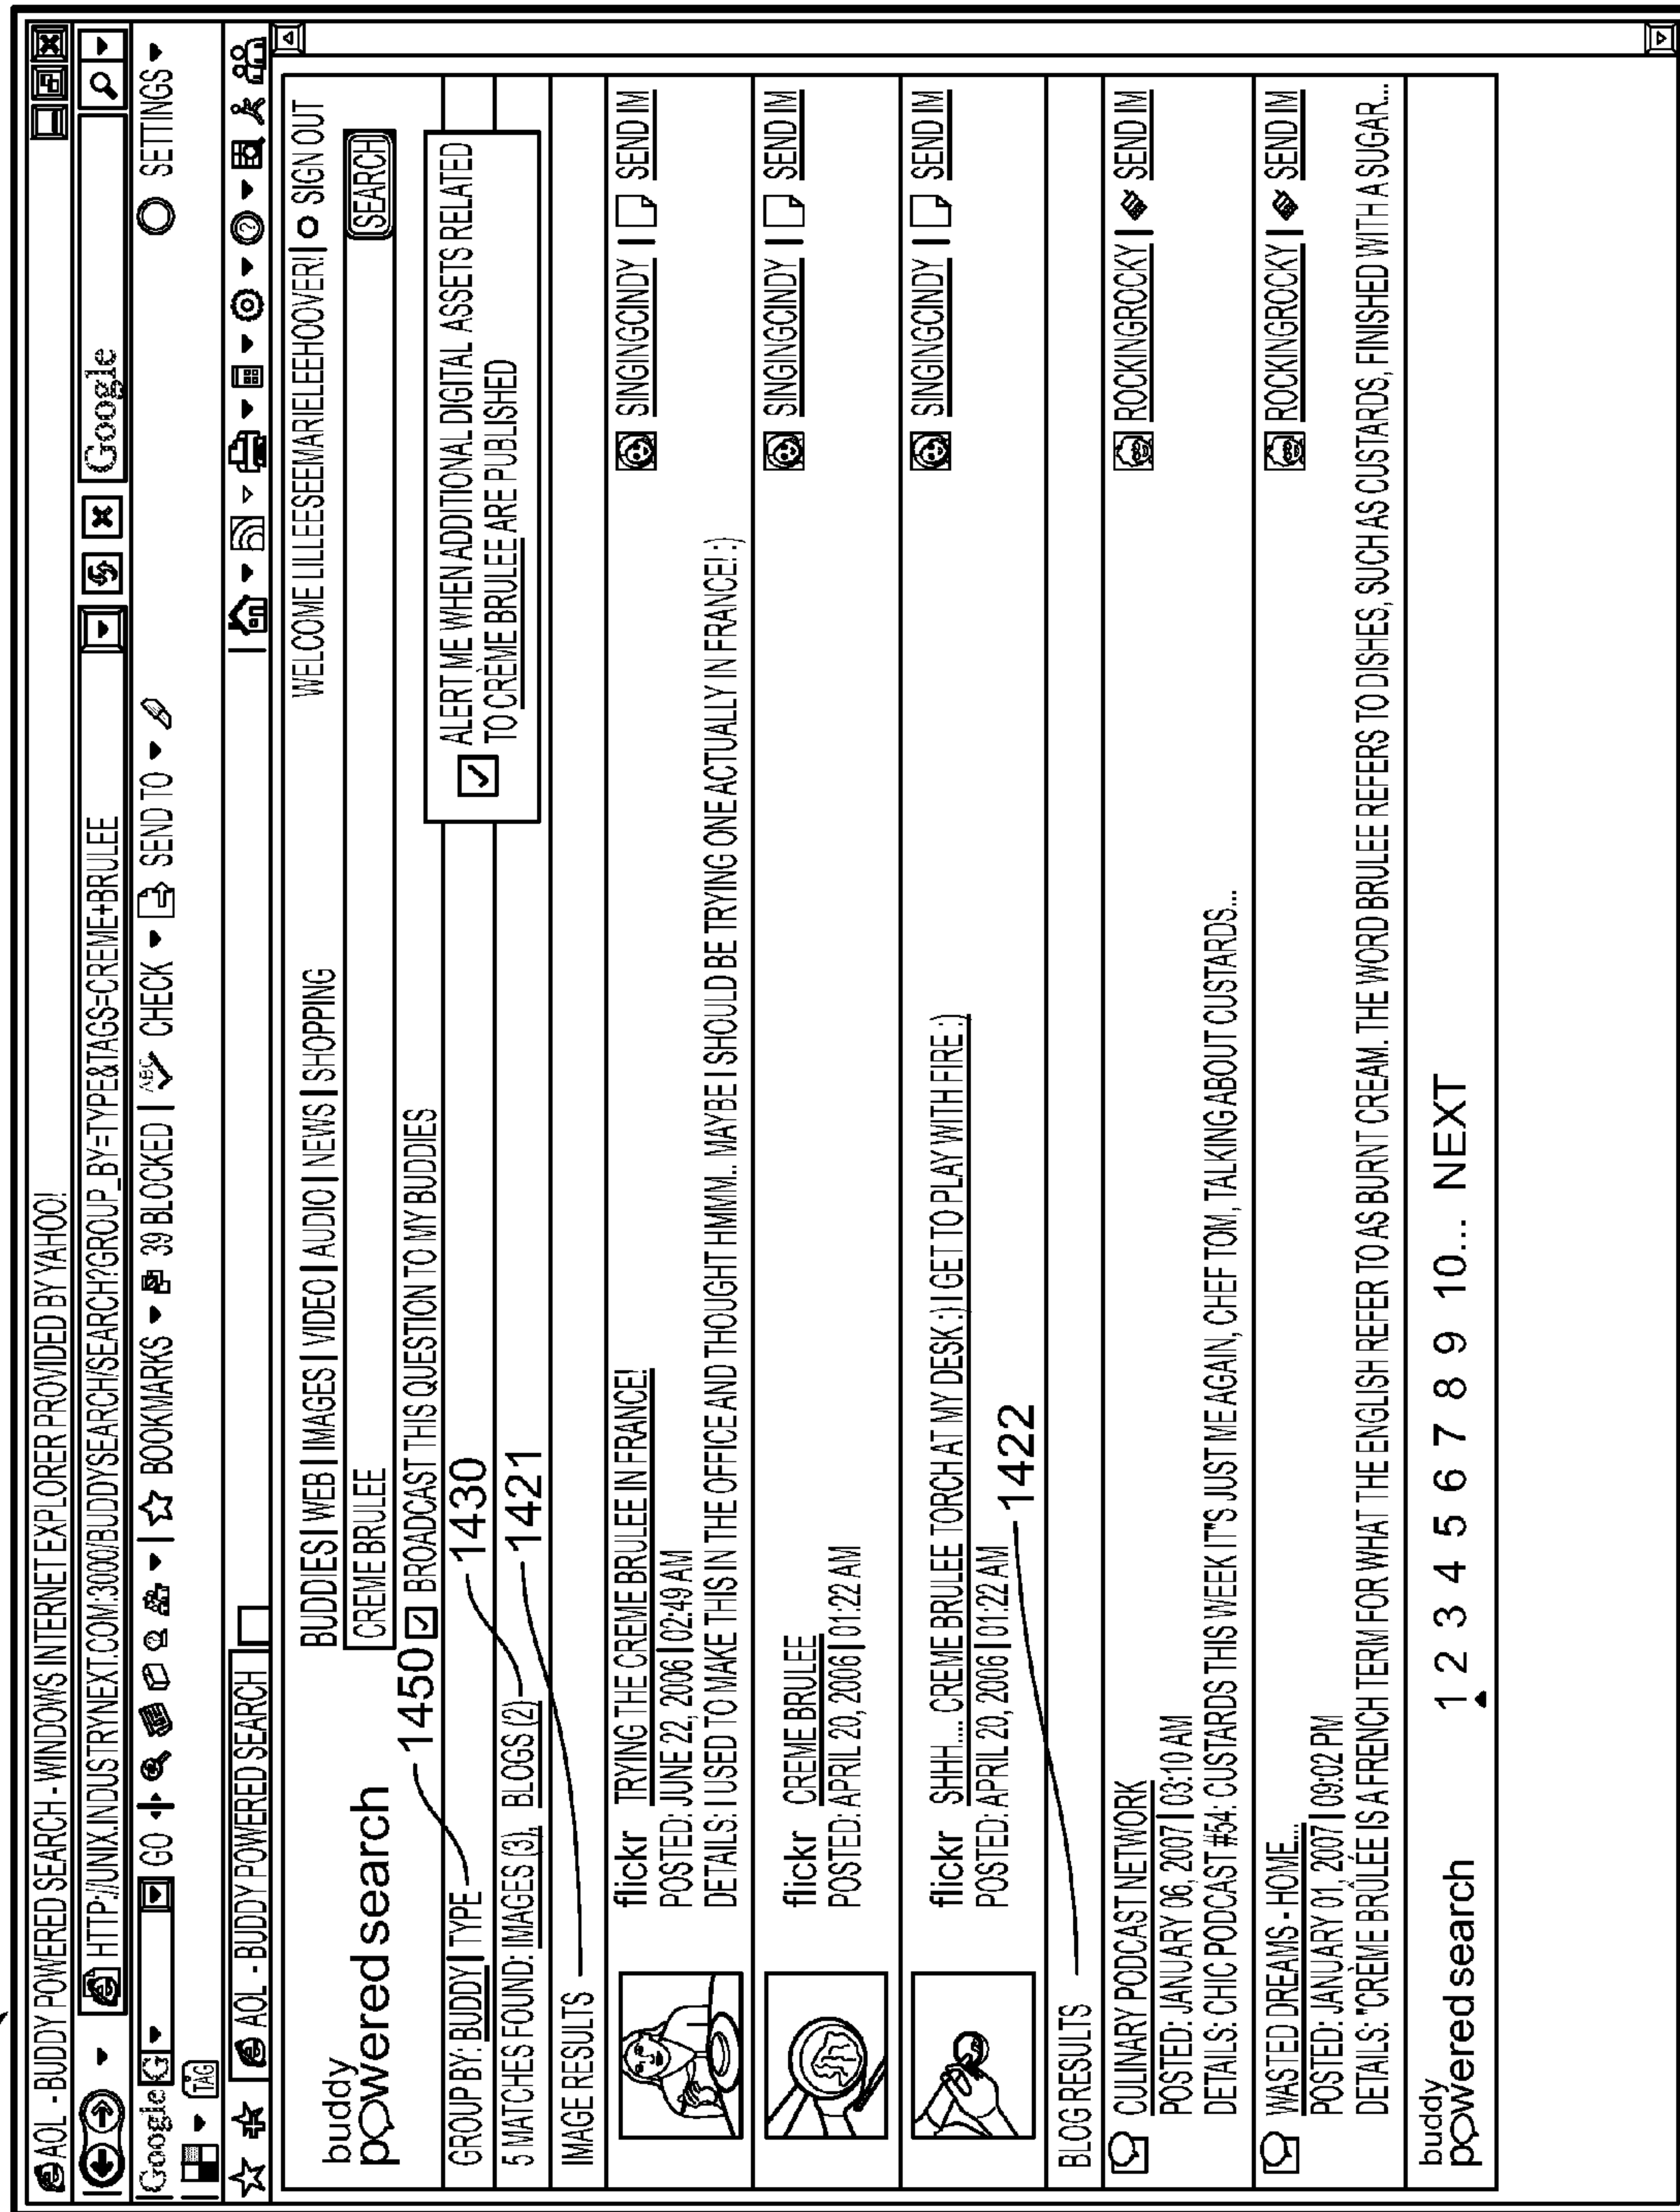 AOL - BUDDY POWERED SEARCH - WINDOWS INTERNET EXPLORER PROVIDED BY YAHOO!
HTTP://UNIX.INDUSTRYNEXT.COM:3000/BUDDYSEARCH/SEARCH?GROUP_BY=TYPE&TAGS=CREME+BRULEE Google
Google G GO BOOKMARKS 39 BLOCKED | ABC CHECK SEND TO SETTINGS
TAG
AOL - BUDDY POWERED SEARCH
BUDDIES | WEB | IMAGES | VIDEO | AUDIO | NEWS | SHOPPING WELCOME LILLEESEEMARIELEEHOOVER! | SIGN OUT
buddy
powered search
CREME BRULEE SEARCH
1450 BROADCAST THIS QUESTION TO MY BUDDIES
GROUP BY: BUDDY | TYPE 1430
ALERT ME WHEN ADDITIONAL DIGITAL ASSETS RELATED
TO CRÈME BRULEE ARE PUBLISHED
5 MATCHES FOUND: IMAGES (3), BLOGS (2) 1421
IMAGE RESULTS
flickr TRYING THE CREME BRULEE IN FRANCE! SINGINGCINDY | SEND IM
POSTED: JUNE 22, 2006 | 02:49 AM
DETAILS: I USED TO MAKE THIS IN THE OFFICE AND THOUGHT HMMM.. MAYBE I SHOULD BE TRYING ONE ACTUALLY IN FRANCE! :)
flickr CREME BRULEE SINGINGCINDY | SEND IM
POSTED: APRIL 20, 2006 | 01:22 AM
flickr SHHH.... CREME BRULEE TORCH AT MY DESK :) I GET TO PLAY WITH FIRE :) SINGINGCINDY | SEND IM
POSTED: APRIL 20, 2006 | 01:22 AM
1422
BLOG RESULTS
CULINARY PODCAST NETWORK ROCKINGROCKY | SEND IM
POSTED: JANUARY 06, 2007 | 03:10 AM
DETAILS: CHIC PODCAST #54: CUSTARDS THIS WEEK IT"S JUST ME AGAIN, CHEF TOM, TALKING ABOUT CUSTARDS...
WASTED DREAMS - HOME... ROCKINGROCKY | SEND IM
POSTED: JANUARY 01, 2007 | 09:02 PM
DETAILS: "CRÈME BRÛLÉE IS A FRENCH TERM FOR WHAT THE ENGLISH REFER TO AS BURNT CREAM. THE WORD BRULEE REFERS TO DISHES, SUCH AS CUSTARDS, FINISHED WITH A SUGAR...
buddy
powered search 1 2 3 4 5 6 7 8 9 10... NEXT